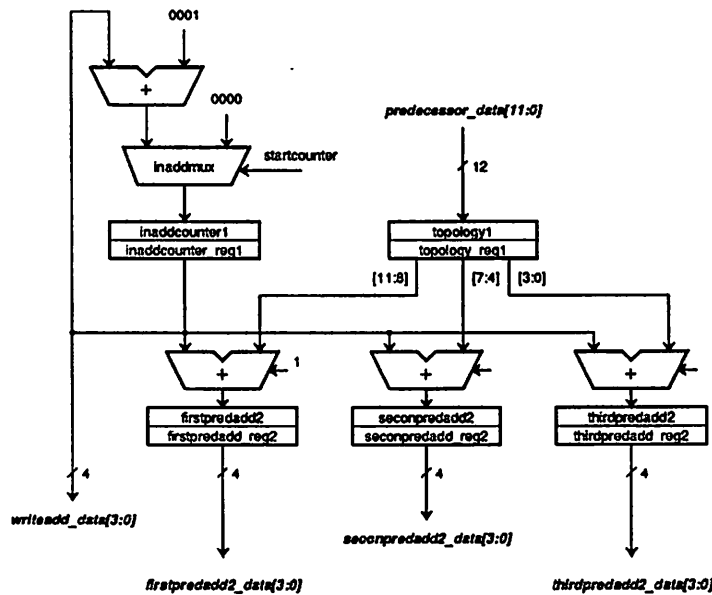 0001
+
0000
predecessor_data[11:0]
inaddmux
startcounter
12
inaddcounter1
inaddcounter_reg1
topology1
topology_reg1
[11:8]
[7:4]
[3:0]
+
1
+
+
firstpredadd2
firstpredadd_reg2
seconpredadd2
seconpredadd_reg2
thirdpredadd2
thirdpredadd_reg2
4
4
4
4
writeadd_data[3:0]
seconpredadd2_data[3:0]
firstpredadd2_data[3:0]
thirdpredadd2_data[3:0]